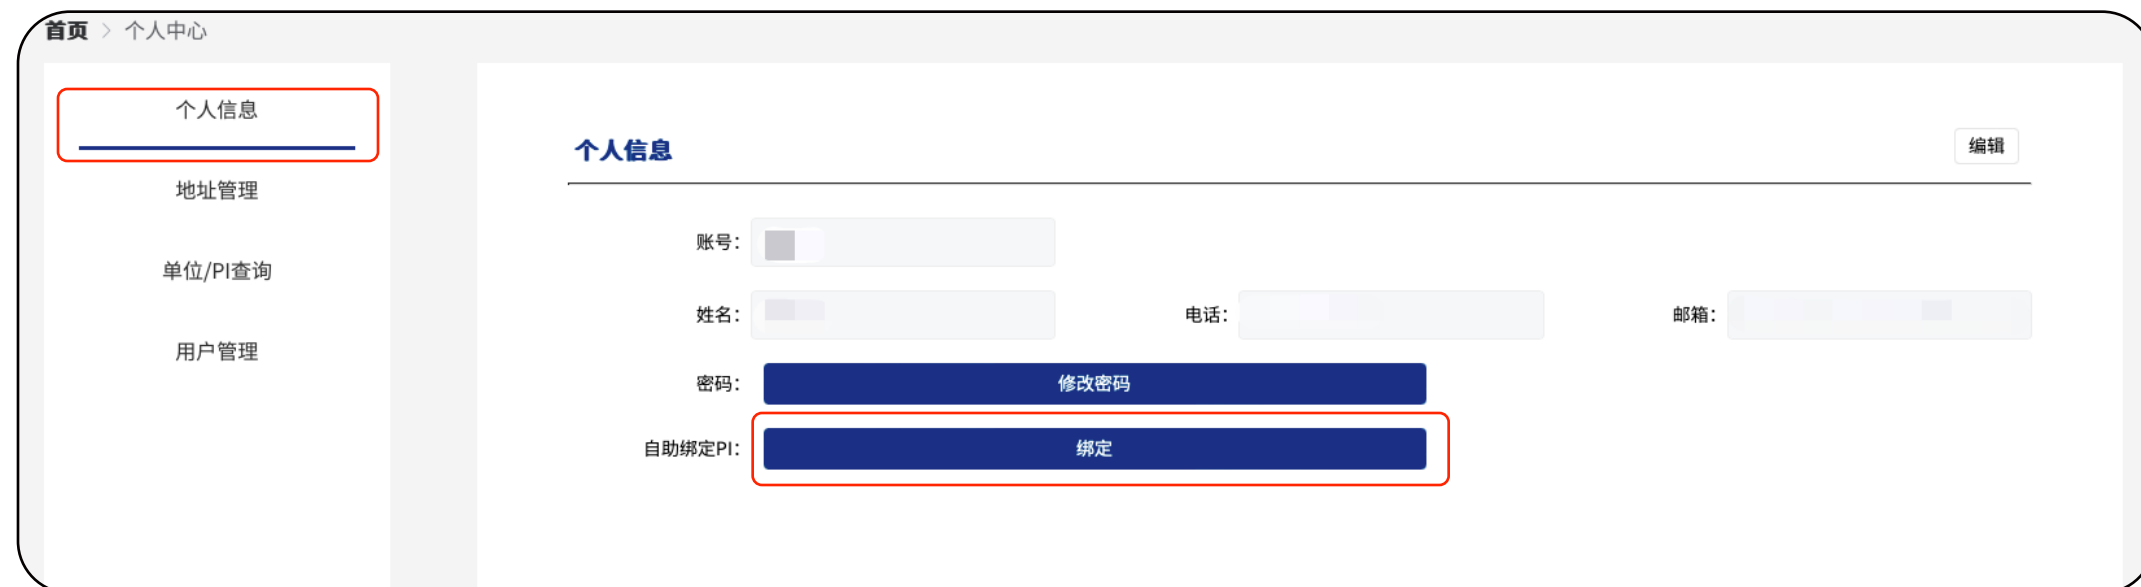 首页 > 个人中心
个人信息
地址管理
单位/PI查询
用户管理
个人信息
编辑
账号：
姓名： 电话： 邮箱：
密码： 修改密码
自助绑定PI： 绑定